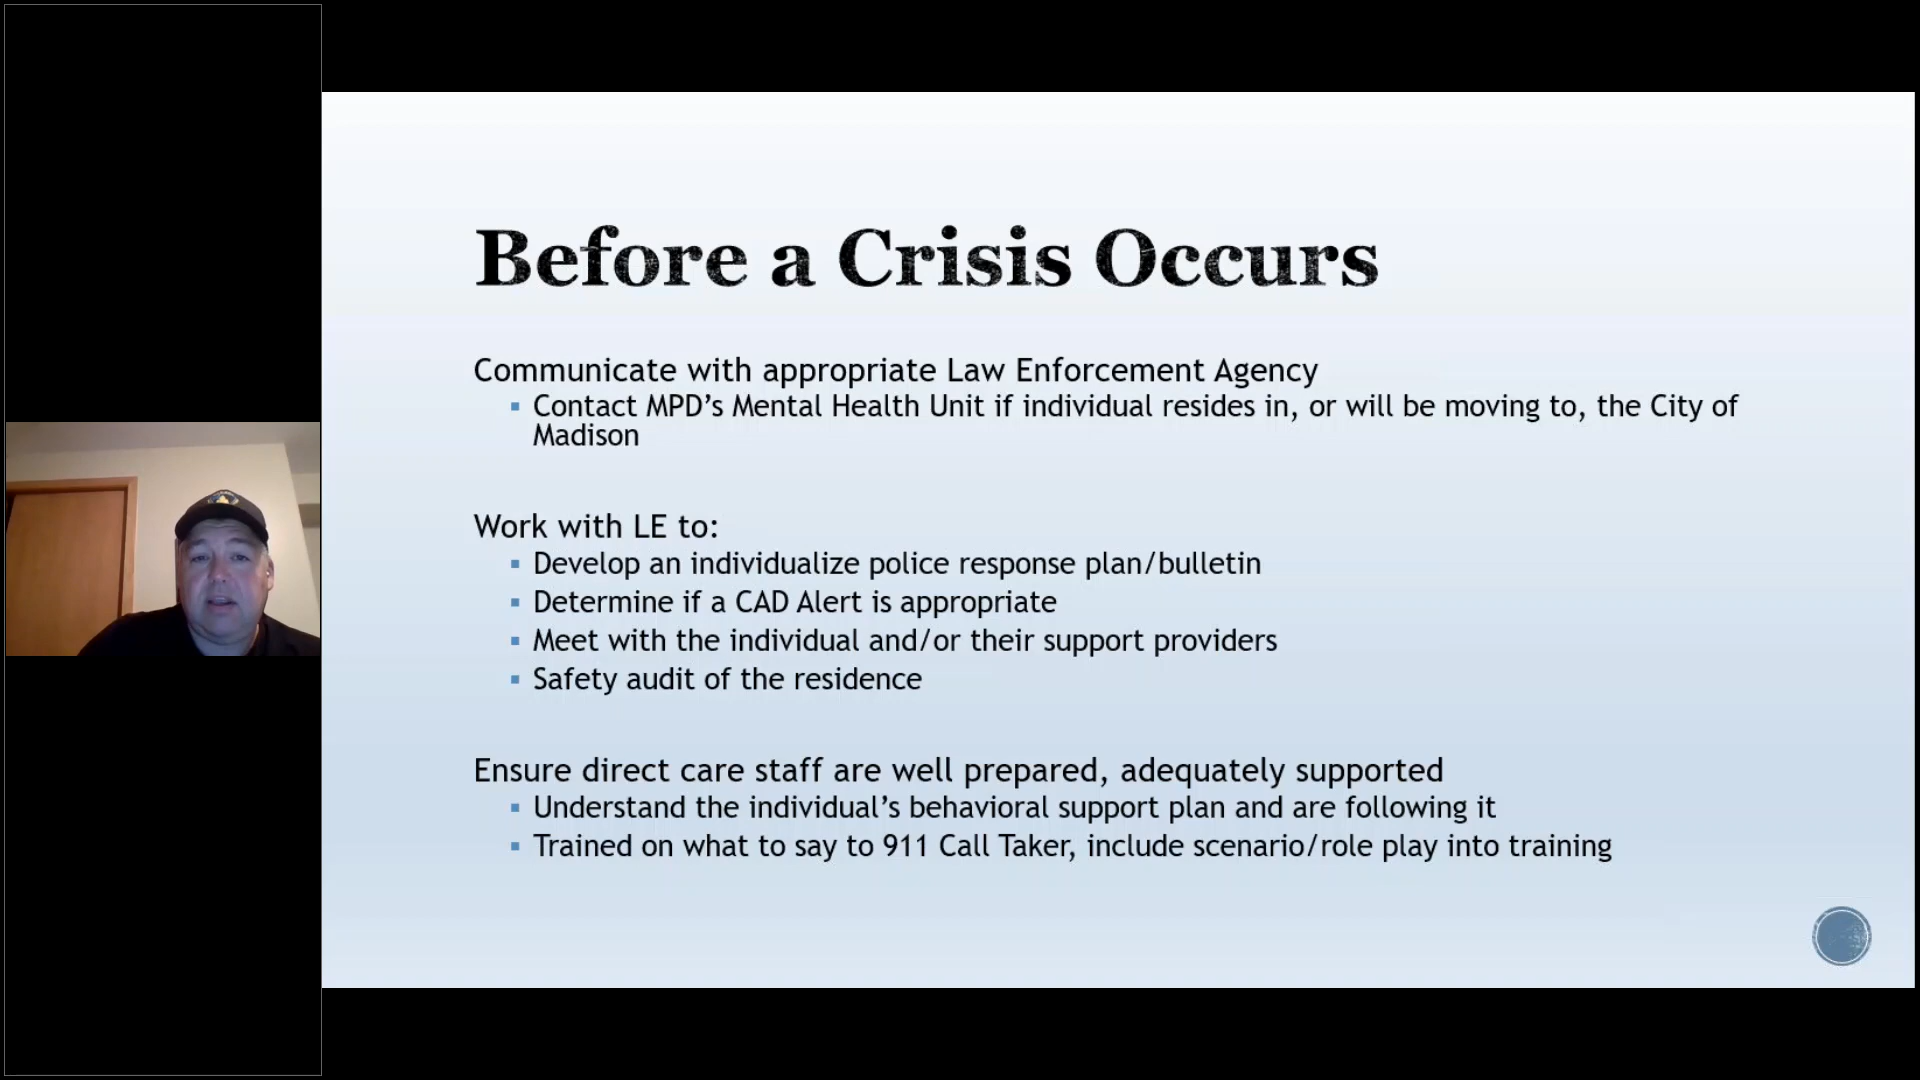 Before a Crisis Occurs
Communicate with appropriate Law Enforcement Agency
▪ Contact MPD’s Mental Health Unit if individual resides in, or will be moving to, the City of
Madison
Work with LE to:
▪ Develop an individualize police response plan/bulletin
▪ Determine if a CAD Alert is appropriate
▪ Meet with the individual and/or their support providers
▪ Safety audit of the residence
Ensure direct care staff are well prepared, adequately supported
▪ Understand the individual’s behavioral support plan and are following it
▪ Trained on what to say to 911 Call Taker, include scenario/role play into training